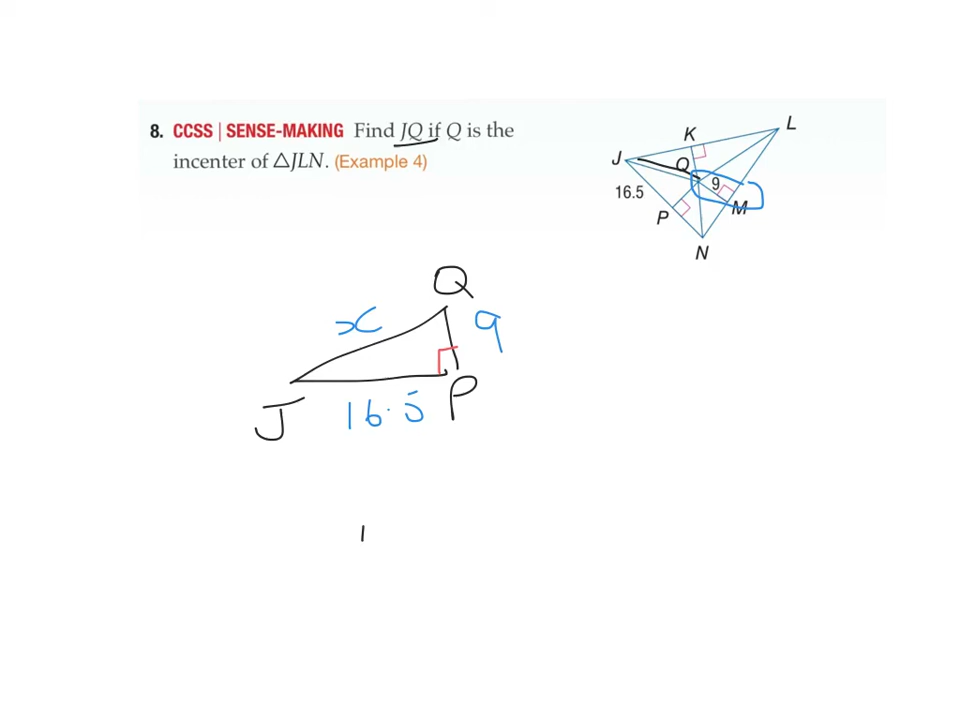 8. CCSS | SENSE-MAKING Find JQ if Q is the
incenter of △JLN. (Example 4)
L
K
J
Q
9
16.5
P
M
N
Q
x
9
J
16.5
P
1